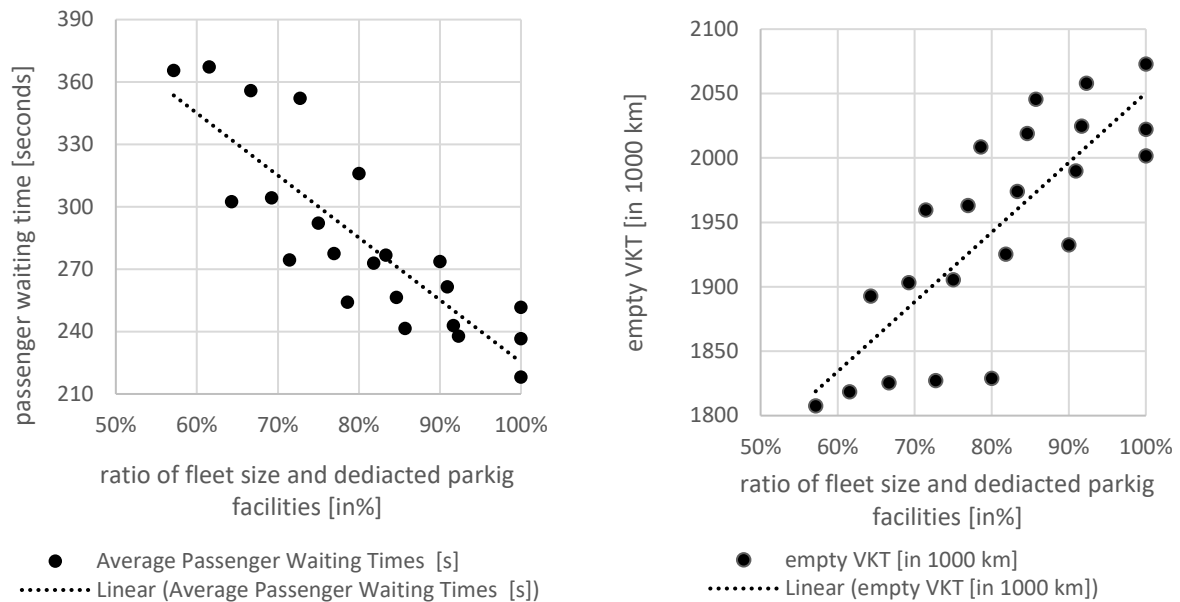 390
360
330
300
270
240
210
passenger waiting time [seconds]
50% 60% 70% 80% 90% 100%
ratio of fleet size and dediacted parkig
facilities [in%]
Average Passenger Waiting Times [s]
Linear (Average Passenger Waiting Times [s])
2100
2050
2000
1950
1900
1850
1800
empty VKT [in 1000 km]
50% 60% 70% 80% 90% 100%
ratio of fleet size and dediacted parkig
facilities [in%]
empty VKT [in 1000 km]
Linear (empty VKT [in 1000 km])